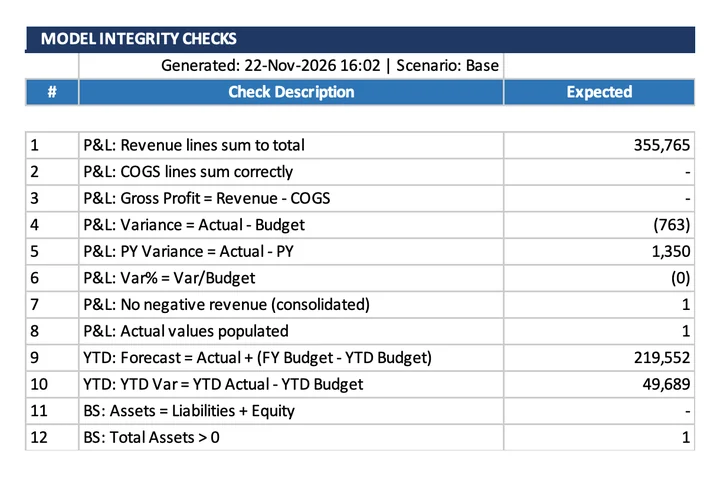 MODEL INTEGRITY CHECKS
Generated: 22-Nov-2026 16:02 | Scenario: Base
# Check Description Expected
1 P&L: Revenue lines sum to total 355,765
2 P&L: COGS lines sum correctly -
3 P&L: Gross Profit = Revenue - COGS -
4 P&L: Variance = Actual - Budget (763)
5 P&L: PY Variance = Actual - PY 1,350
6 P&L: Var% = Var/Budget (0)
7 P&L: No negative revenue (consolidated) 1
8 P&L: Actual values populated 1
9 YTD: Forecast = Actual + (FY Budget - YTD Budget) 219,552
10 YTD: YTD Var = YTD Actual - YTD Budget 49,689
11 BS: Assets = Liabilities + Equity -
12 BS: Total Assets > 0 1